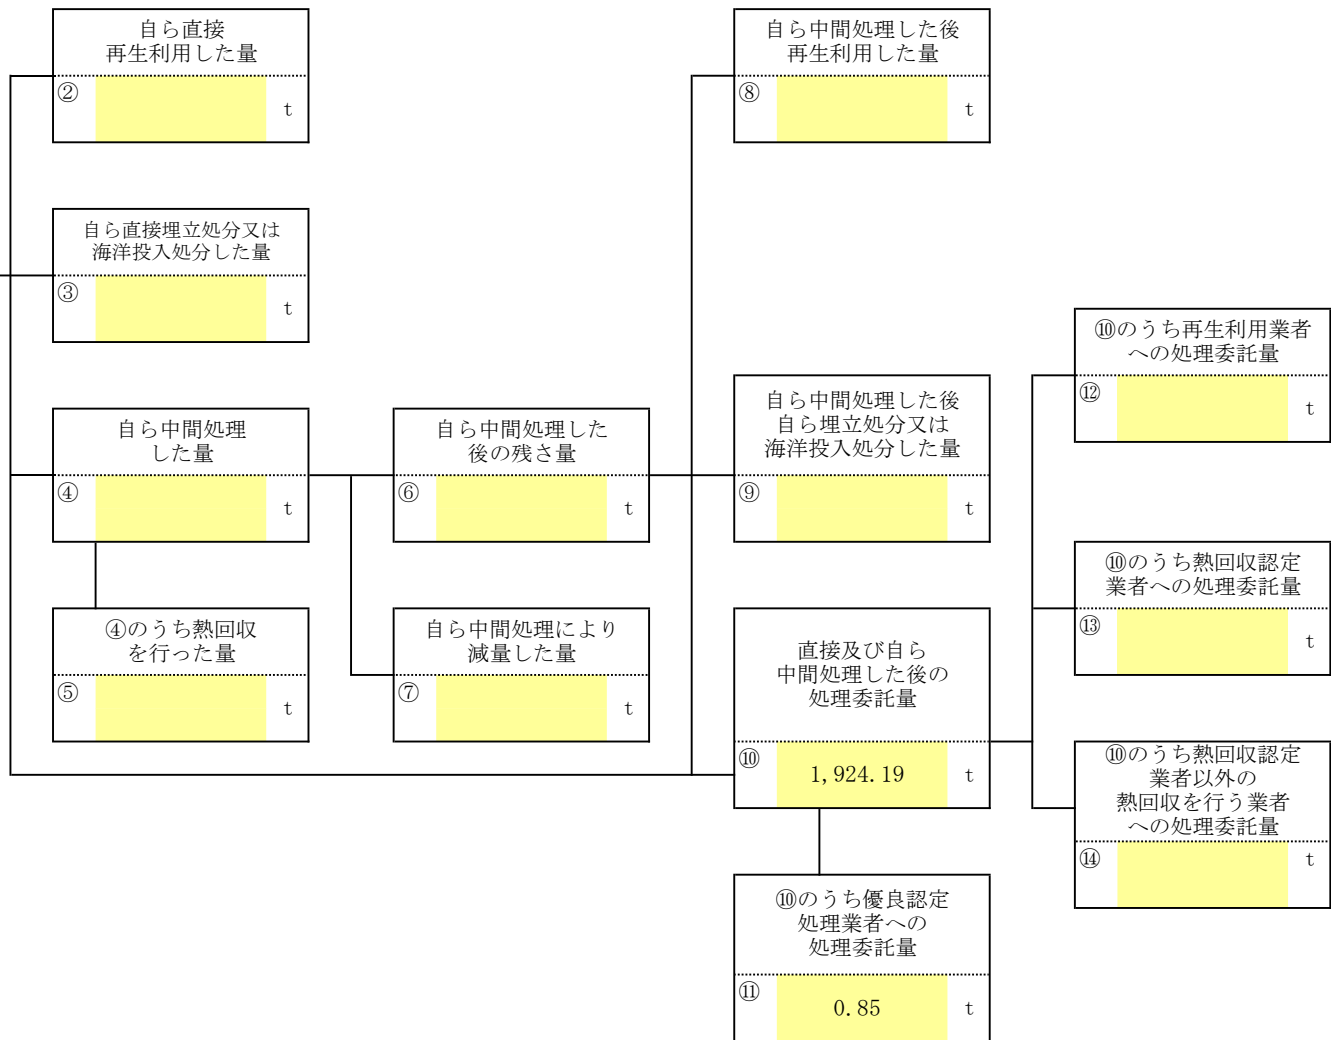 自ら直接
再生利用した量
②
t
自ら中間処理した後
再生利用した量
⑧
t
自ら直接埋立処分又は
海洋投入処分した量
③
t
⑩のうち再生利用業者
への処理委託量
⑫
t
自ら中間処理
した量
④
t
自ら中間処理した
後の残さ量
⑥
t
自ら中間処理した後
自ら埋立処分又は
海洋投入処分した量
⑨
t
⑩のうち熱回収認定
業者への処理委託量
⑬
t
④のうち熱回収
を行った量
⑤
t
自ら中間処理により
減量した量
⑦
t
直接及び自ら
中間処理した後の
処理委託量
⑩
1,924.19 t
⑩のうち熱回収認定
業者以外の
熱回収を行う業者
への処理委託量
⑭
t
⑩のうち優良認定
処理業者への
処理委託量
⑪
0.85 t